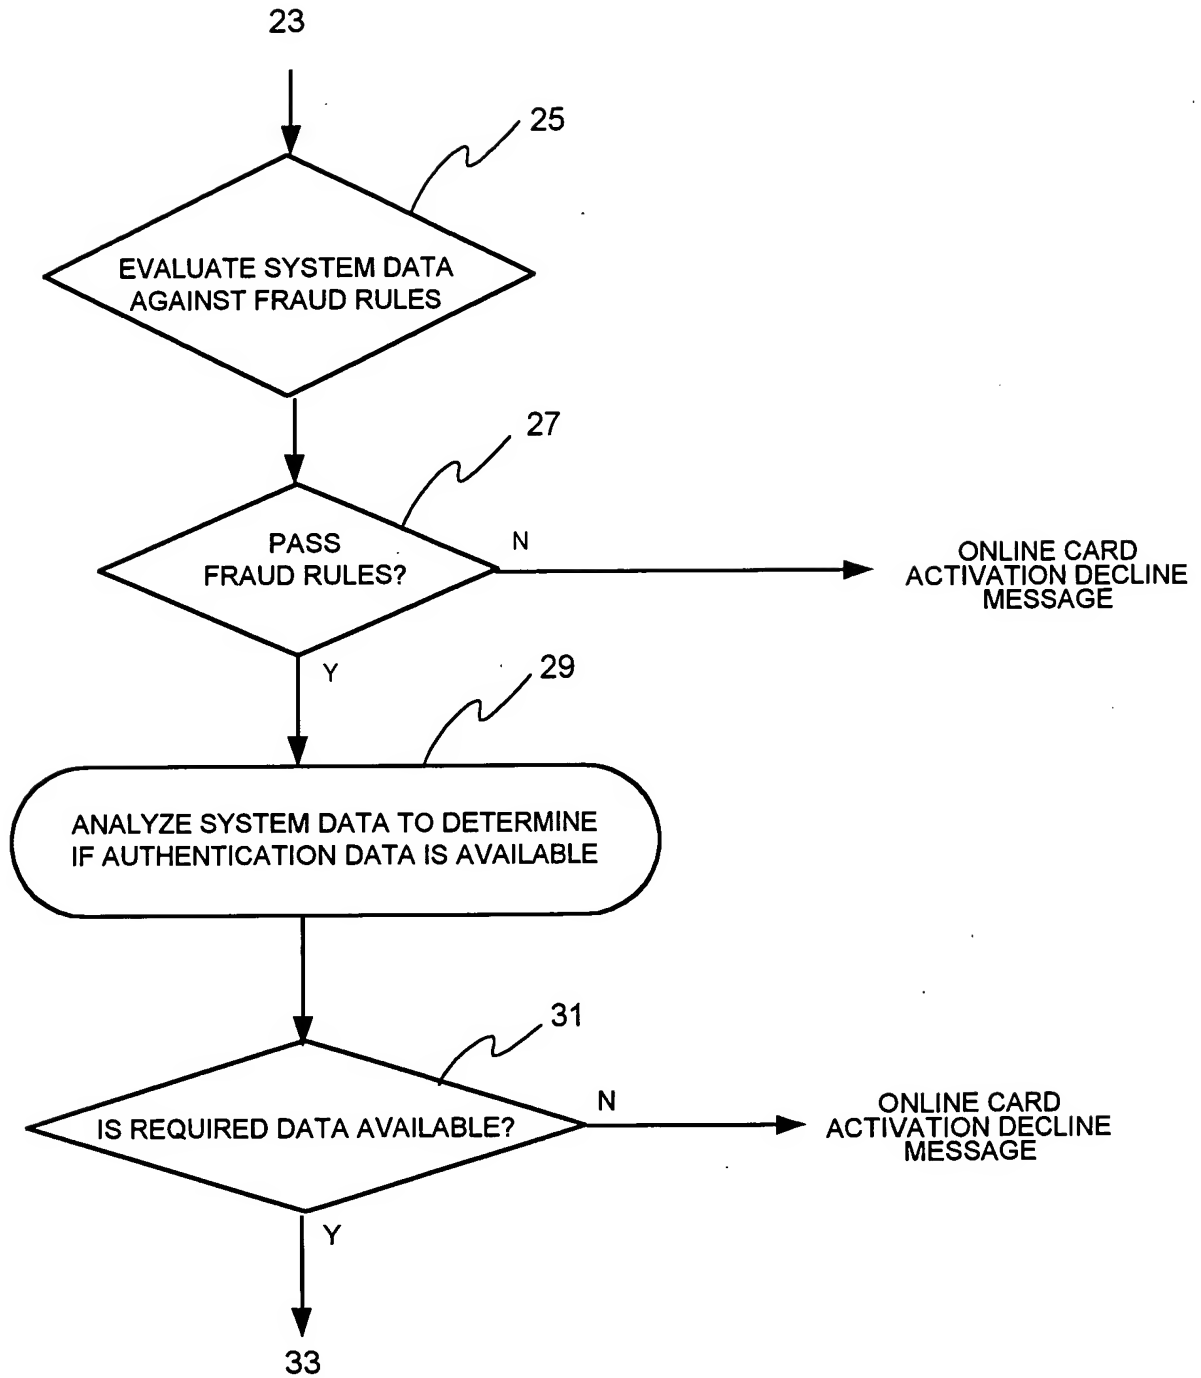 23
25
EVALUATE SYSTEM DATA
AGAINST FRAUD RULES
27
PASS
FRAUD RULES?
N
ONLINE CARD
ACTIVATION DECLINE
MESSAGE
Y
29
ANALYZE SYSTEM DATA TO DETERMINE
IF AUTHENTICATION DATA IS AVAILABLE
31
IS REQUIRED DATA AVAILABLE?
N
ONLINE CARD
ACTIVATION DECLINE
MESSAGE
Y
33